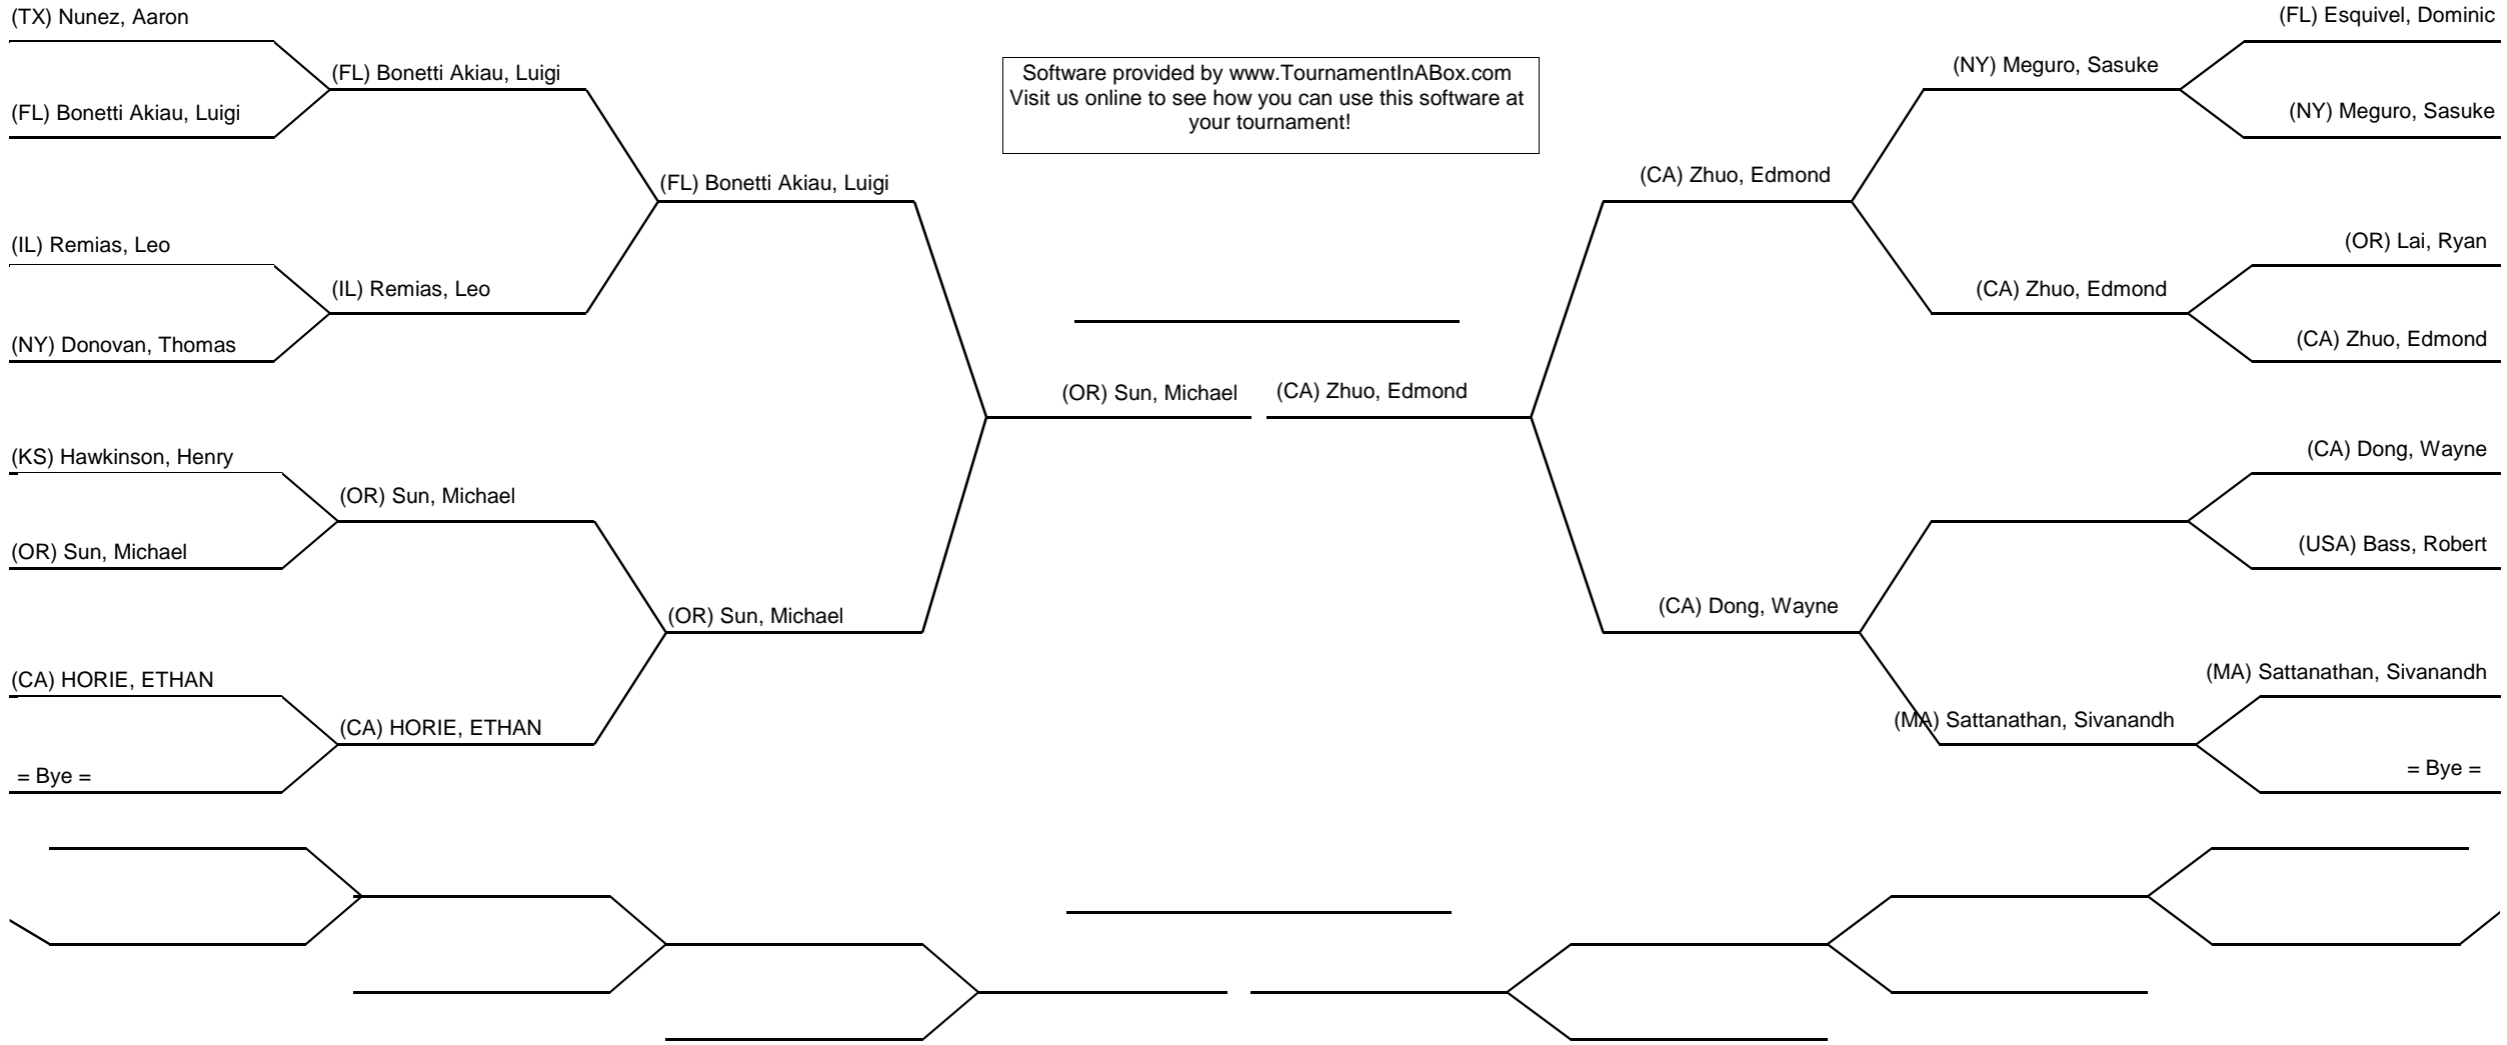 (TX) Nunez, Aaron
(FL) Bonetti Akiau, Luigi
(IL) Remias, Leo
(NY) Donovan, Thomas
(KS) Hawkinson, Henry
(OR) Sun, Michael
(CA) HORIE, ETHAN
= Bye =
(FL) Bonetti Akiau, Luigi
(IL) Remias, Leo
(OR) Sun, Michael
(CA) HORIE, ETHAN
(FL) Bonetti Akiau, Luigi
(OR) Sun, Michael
Software provided by www.TournamentInABox.com
Visit us online to see how you can use this software at
your tournament!
(OR) Sun, Michael
(CA) Zhuo, Edmond
(CA) Zhuo, Edmond
(CA) Dong, Wayne
(NY) Meguro, Sasuke
(CA) Zhuo, Edmond
(MA) Sattanathan, Sivanandh
(FL) Esquivel, Dominic
(NY) Meguro, Sasuke
(OR) Lai, Ryan
(CA) Zhuo, Edmond
(CA) Dong, Wayne
(USA) Bass, Robert
(MA) Sattanathan, Sivanandh
= Bye =